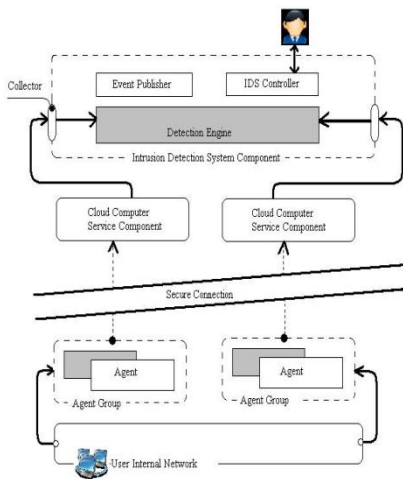 Collector
Event Publisher
IDS Controller
Detection Engine
Intrusion Detection System Component
Cloud Computer
Service Component
Cloud Computer
Service Component
Secure Connection
Agent
Agent Group
Agent
Agent Group
User Internal Network